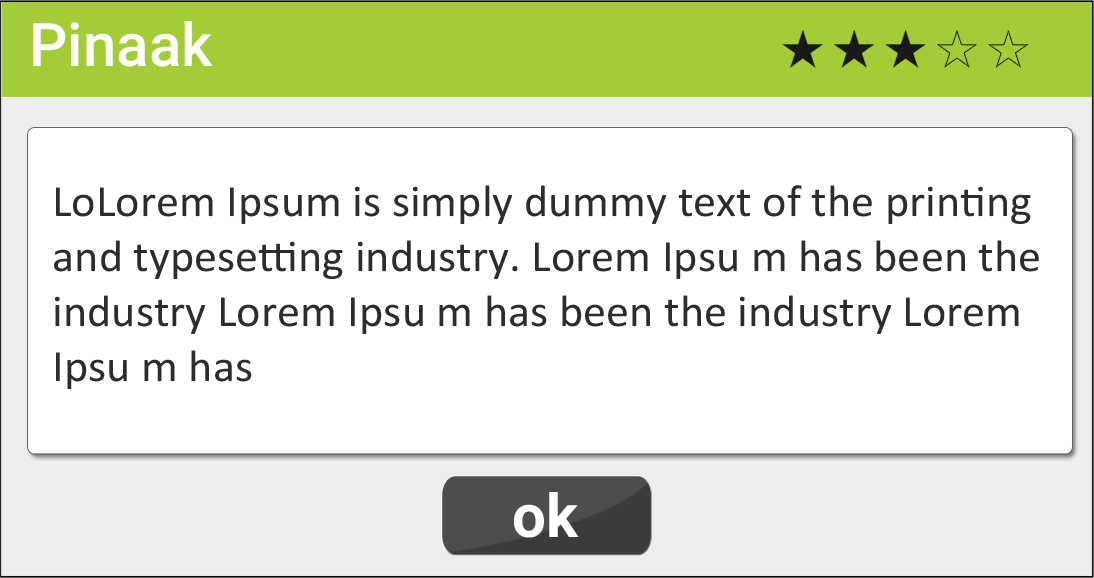 Pinaak
LoLorem Ipsum is simply dummy text of the printing
and typesetting industry. Lorem Ipsu m has been the
industry Lorem Ipsu m has been the industry Lorem
Ipsu m has
ok